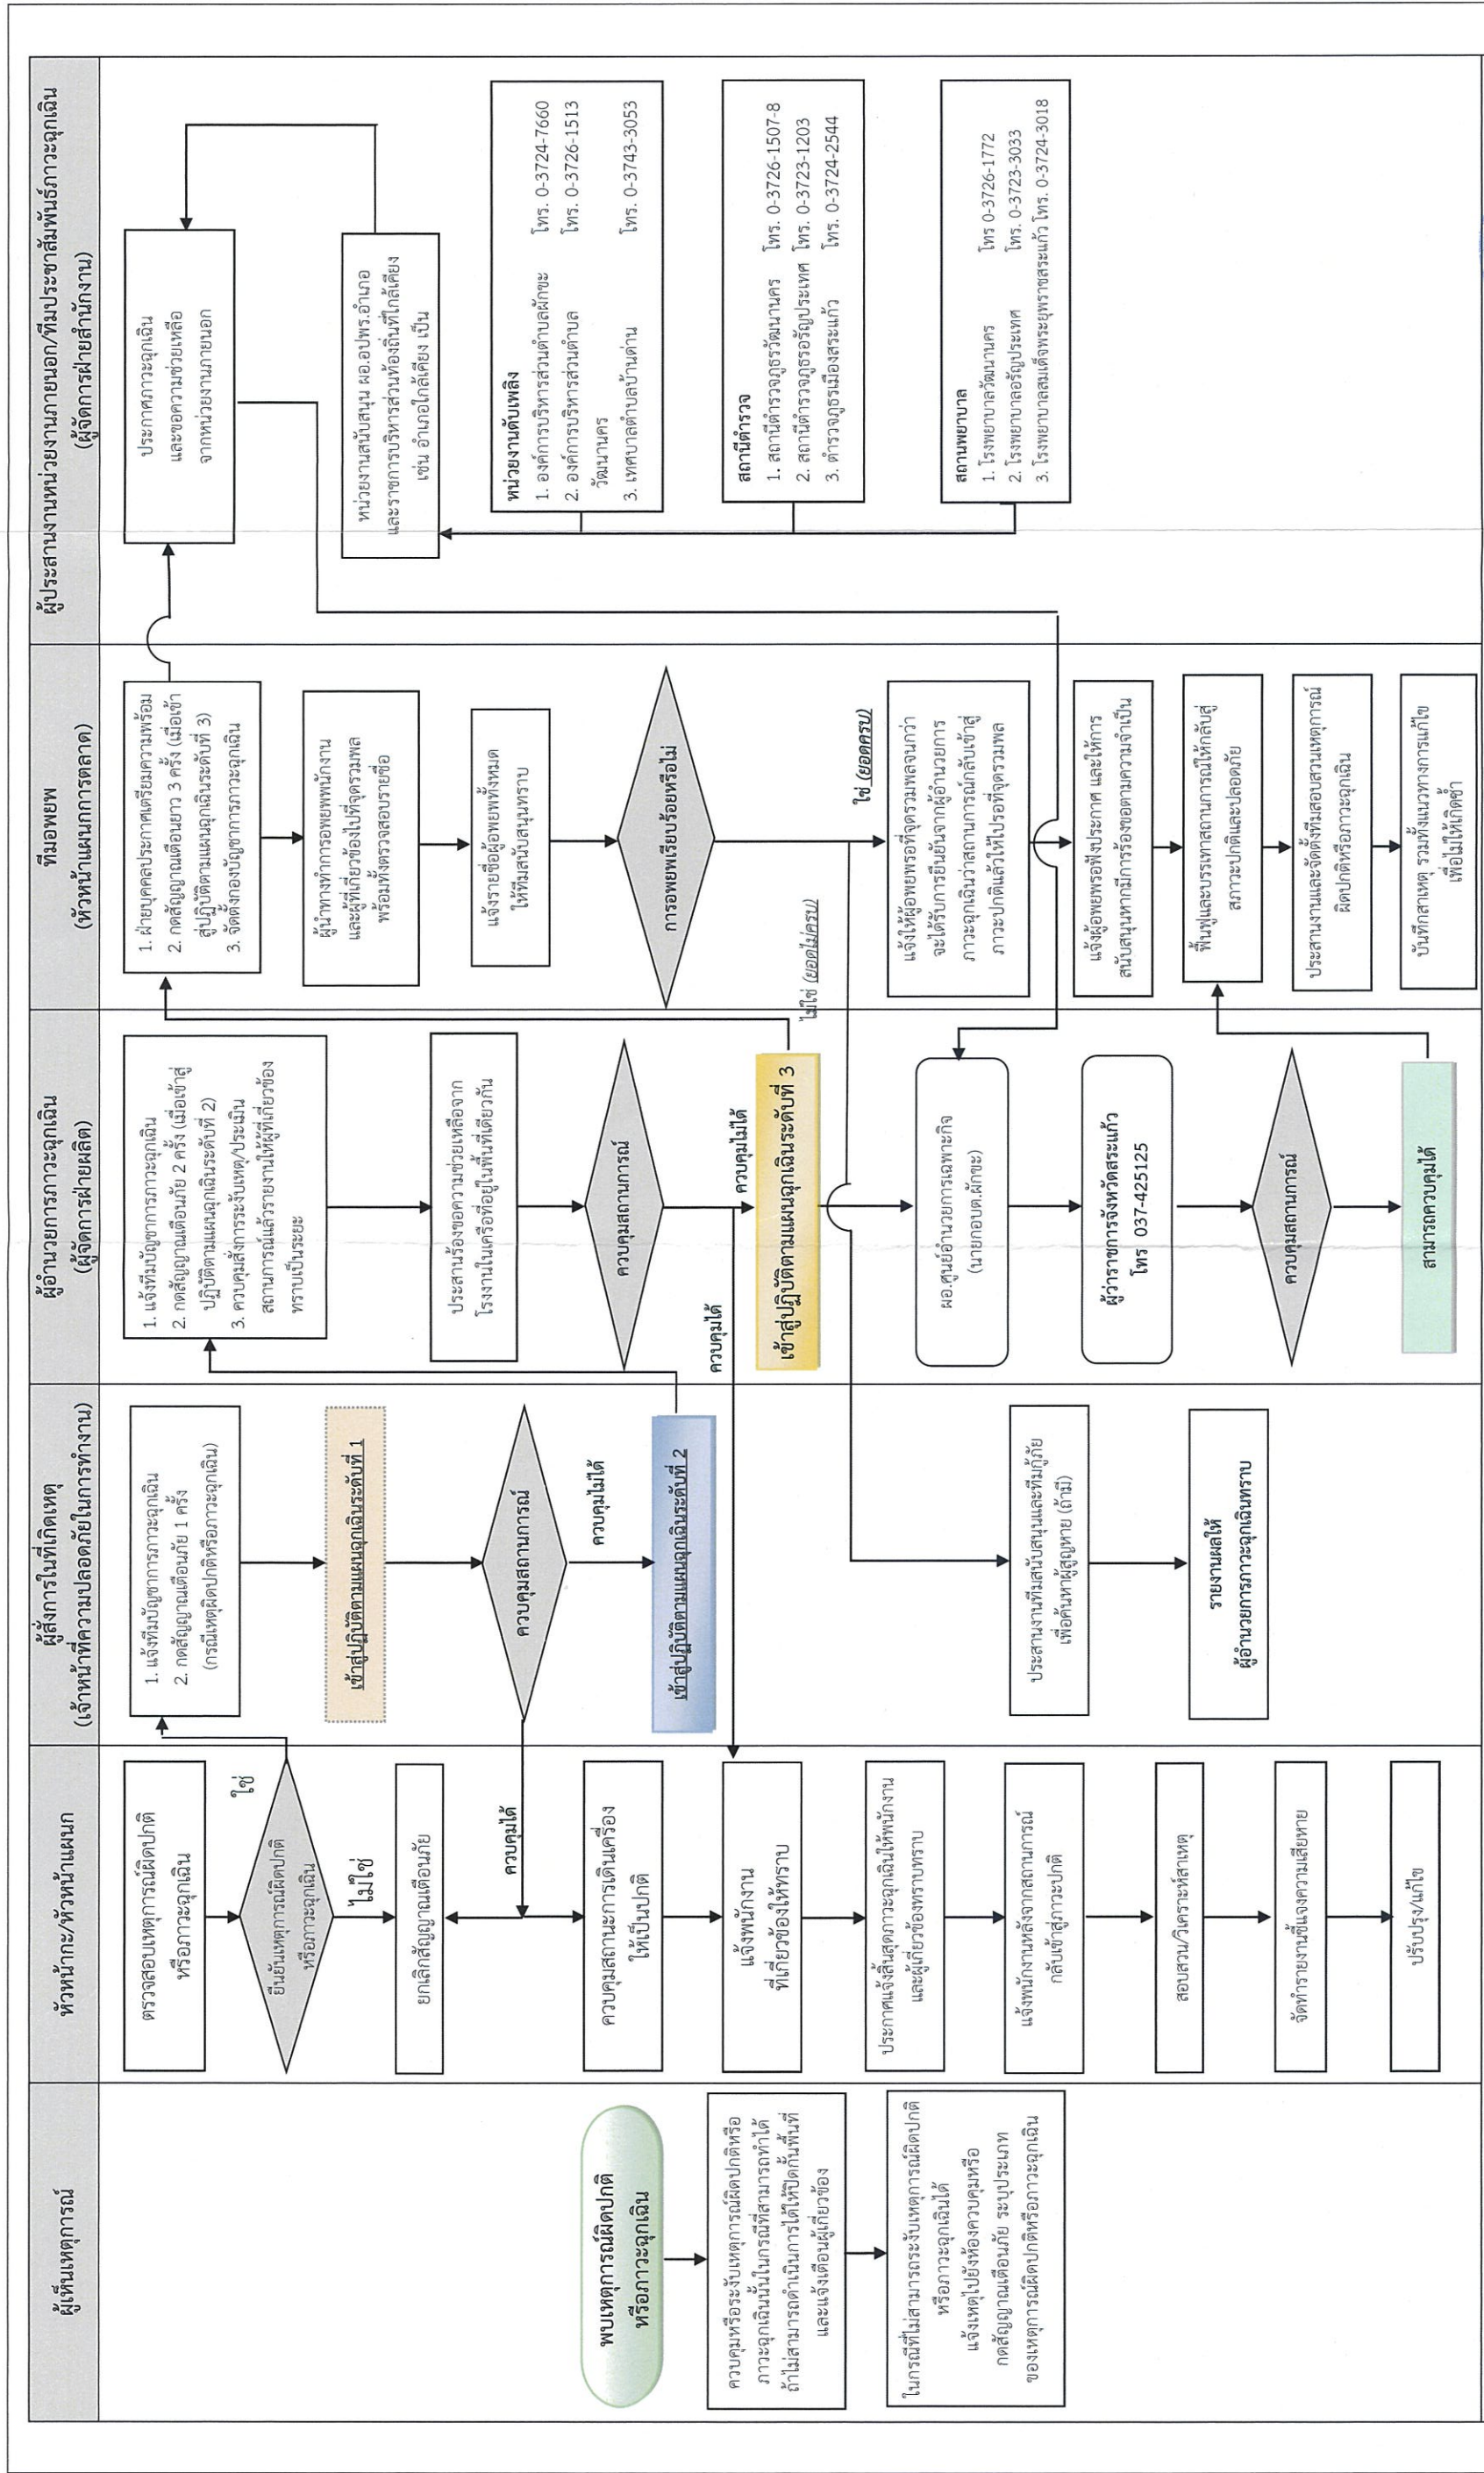 ผู้เห็นเหตุการณ์
พบเหตุการณ์ผิดปกติ
หรือภาวะฉุกเฉิน
ควบคุมหรือระงับเหตุการณ์ผิดปกติหรือ
ภาวะฉุกเฉินนั้นในกรณีที่สามารถทำได้
ถ้าไม่สามารถดำเนินการได้ให้ปิดกั้นพื้นที่
และแจ้งเตือนผู้เกี่ยวข้อง
ในกรณีที่ไม่สามารถระงับเหตุการณ์ผิดปกติ
หรือภาวะฉุกเฉินได้
แจ้งเหตุไปยังห้องควบคุมหรือ
กดสัญญาณเตือนภัย ระบุประเภท
ของเหตุการณ์ผิดปกติหรือภาวะฉุกเฉิน
หัวหน้ากะ/หัวหน้าแผนก
ตรวจสอบเหตุการณ์ผิดปกติ
หรือภาวะฉุกเฉิน
ยืนยันเหตุการณ์ผิดปกติ
หรือภาวะฉุกเฉิน
ใช่
ไม่ใช่
ยกเลิกสัญญาณเตือนภัย
ควบคุมได้
ควบคุมสถานะการเดินเครื่อง
ให้เป็นปกติ
แจ้งพนักงาน
ที่เกี่ยวข้องให้ทราบ
ประกาศแจ้งสิ้นสุดภาวะฉุกเฉินให้พนักงาน
และผู้เกี่ยวข้องทราบทราบ
แจ้งพนักงานหลังจากสถานการณ์
กลับเข้าสู่ภาวะปกติ
สอบสวน/วิเคราะห์สาเหตุ
จัดทำรายงานชี้แจงความเสียหาย
ปรับปรุง/แก้ไข
ผู้สั่งการในที่เกิดเหตุ
(เจ้าหน้าที่ความปลอดภัยในการทำงาน)
1. แจ้งทีมบัญชาการภาวะฉุกเฉิน
2. กดสัญญาณเตือนภัย 1 ครั้ง
(กรณีเหตุผิดปกติหรือภาวะฉุกเฉิน)
เข้าสู่ปฏิบัติตามแผนฉุกเฉินระดับที่ 1
ควบคุมสถานการณ์
ควบคุมไม่ได้
เข้าสู่ปฏิบัติตามแผนฉุกเฉินระดับที่ 2
ประสานงานทีมสนับสนุนและทีมกู้ภัย
เพื่อค้นหาผู้สูญหาย (ถ้ามี)
รายงานผลให้
ผู้อำนวยการภาวะฉุกเฉินทราบ
ผู้อำนวยการภาวะฉุกเฉิน
(ผู้จัดการฝ่ายผลิต)
1. แจ้งทีมบัญชาการภาวะฉุกเฉิน
2. กดสัญญาณเตือนภัย 2 ครั้ง (เมื่อเข้าสู่
ปฏิบัติตามแผนฉุกเฉินระดับที่ 2)
3. ควบคุมสั่งการระงับเหตุ/ประเมิน
สถานการณ์แล้วรายงานให้ผู้ที่เกี่ยวข้อง
ทราบเป็นระยะ
ประสานร้องขอความช่วยเหลือจาก
โรงงานในเครือที่อยู่ในพื้นที่เดียวกัน
ควบคุมสถานการณ์
ควบคุมได้
ควบคุมไม่ได้
เข้าสู่ปฏิบัติตามแผนฉุกเฉินระดับที่ 3
ผอ.ศูนย์อำนวยการเฉพาะกิจ
(นายกอบต.ผักขะ)
ผู้ว่าราชการจังหวัดสระแก้ว
โทร 037-425125
ควบคุมสถานการณ์
สามารถควบคุมได้
ทีมอพยพ
(หัวหน้าแผนกการตลาด)
1. ฝ่ายบุคคลประกาศเตรียมความพร้อม
2. กดสัญญาณเตือนยาว 3 ครั้ง (เมื่อเข้า
สู่ปฏิบัติตามแผนฉุกเฉินระดับที่ 3)
3. จัดตั้งกองบัญชาการภาวะฉุกเฉิน
ผู้นำทางทำการอพยพพนักงาน
และผู้ที่เกี่ยวข้องไปที่จุดรวมพล
พร้อมทั้งตรวจสอบรายชื่อ
แจ้งรายชื่อผู้อพยพทั้งหมด
ให้ทีมสนับสนุนทราบ
การอพยพเรียบร้อยหรือไม่
ไม่ใช่ (ยอดไม่ครบ)
ใช่ (ยอดครบ)
แจ้งให้ผู้อพยพรอที่จุดรวมพลจนกว่า
จะได้รับการยืนยันจากผู้อำนวยการ
ภาวะฉุกเฉินว่าสถานการณ์กลับเข้าสู่
ภาวะปกติแล้วให้ไปรอที่จุดรวมพล
แจ้งผู้อพยพรอฟังประกาศ และให้การ
สนับสนุนหากมีการร้องขอตามความจำเป็น
ฟื้นฟูและบรรเทาสถานการณ์ให้กลับสู่
สภาวะปกติและปลอดภัย
ประสานงานและจัดตั้งทีมสอบสวนเหตุการณ์
ผิดปกติหรือภาวะฉุกเฉิน
บันทึกสาเหตุ รวมทั้งแนวทางการแก้ไข
เพื่อไม่ให้เกิดซ้ำ
ผู้ประสานงานหน่วยงานภายนอก/ทีมประชาสัมพันธ์ภาวะฉุกเฉิน
(ผู้จัดการฝ่ายสำนักงาน)
ประกาศภาวะฉุกเฉิน
และขอความช่วยเหลือ
จากหน่วยงานภายนอก
หน่วยงานสนับสนุน ผอ.อปพร.อำเภอ
และราชการบริหารส่วนท้องถิ่นที่ใกล้เคียง
เช่น อำเภอใกล้เคียง เป็น
หน่วยงานดับเพลิง
1. องค์การบริหารส่วนตำบลผักขะ โทร. 0-3724-7660
2. องค์การบริหารส่วนตำบล โทร. 0-3726-1513
วัฒนานคร
3. เทศบาลตำบลบ้านด่าน โทร. 0-3743-3053
สถานีตำรวจ
1. สถานีตำรวจภูธรวัฒนานคร โทร. 0-3726-1507-8
2. สถานีตำรวจภูธรอรัญประเทศ โทร. 0-3723-1203
3. ตำรวจภูธรเมืองสระแก้ว โทร. 0-3724-2544
สถานพยาบาล
1. โรงพยาบาลวัฒนานคร โทร 0-3726-1772
2. โรงพยาบาลอรัญประเทศ โทร. 0-3723-3033
3. โรงพยาบาลสมเด็จพระยุพราชสระแก้ว โทร. 0-3724-3018